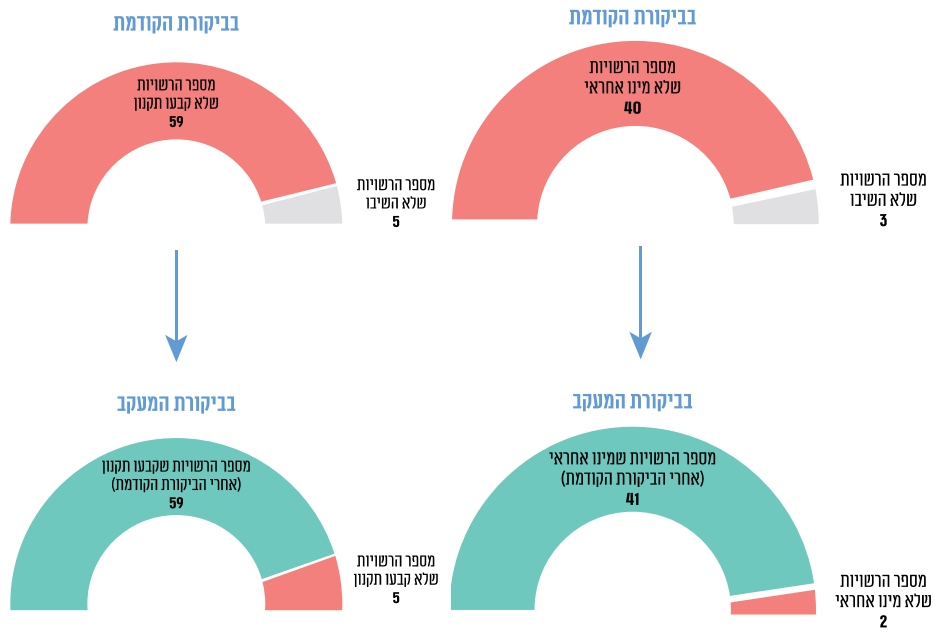 בביקורת הקודמת
מספר הרשויות
שלא מינו אחראי
40
מספר הרשויות
שלא השיבו
3
בביקורת המעקב
מספר הרשויות שמינו אחראי
(אחרי הביקורת הקודמת)
41
מספר הרשויות
שלא מינו אחראי
2
בביקורת הקודמת
מספר הרשויות
שלא קבעו תקנון
59
מספר הרשויות
שלא השיבו
5
בביקורת המעקב
מספר הרשויות שקבעו תקנון
(אחרי הביקורת הקודמת)
59
מספר הרשויות
שלא קבעו תקנון
5